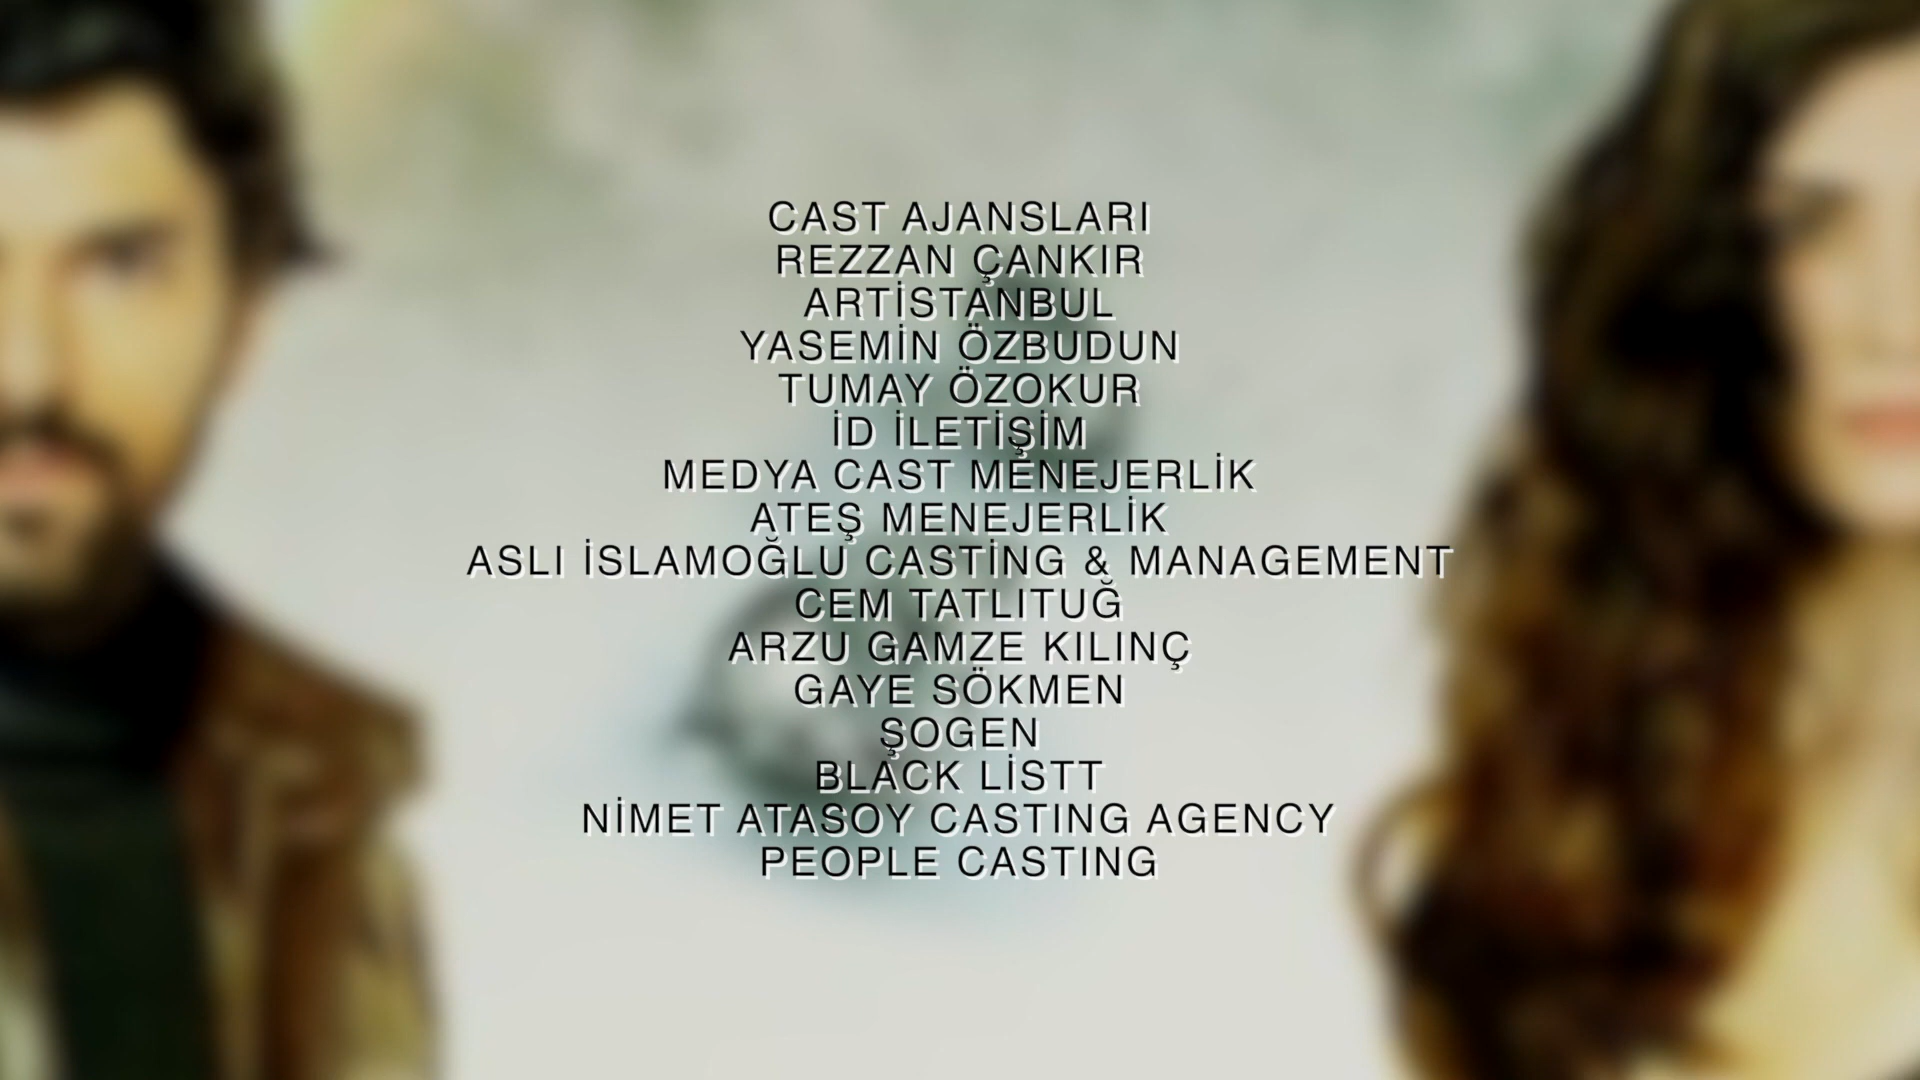 CAST AJANSLARI
REZZAN ÇANKIR
ARTİSTANBUL
YASEMİN ÖZBUDUN
TUMAY ÖZOKUR
İD İLETİŞİM
MEDYA CAST MENEJERLİK
ATEŞ MENEJERLİK
ASLI İSLAMOĞLU CASTİNG & MANAGEMENT
CEM TATLITUĞ
ARZU GAMZE KILINÇ
GAYE SÖKMEN
ŞOGEN
BLACK LİSTT
NİMET ATASOY CASTING AGENCY
PEOPLE CASTING